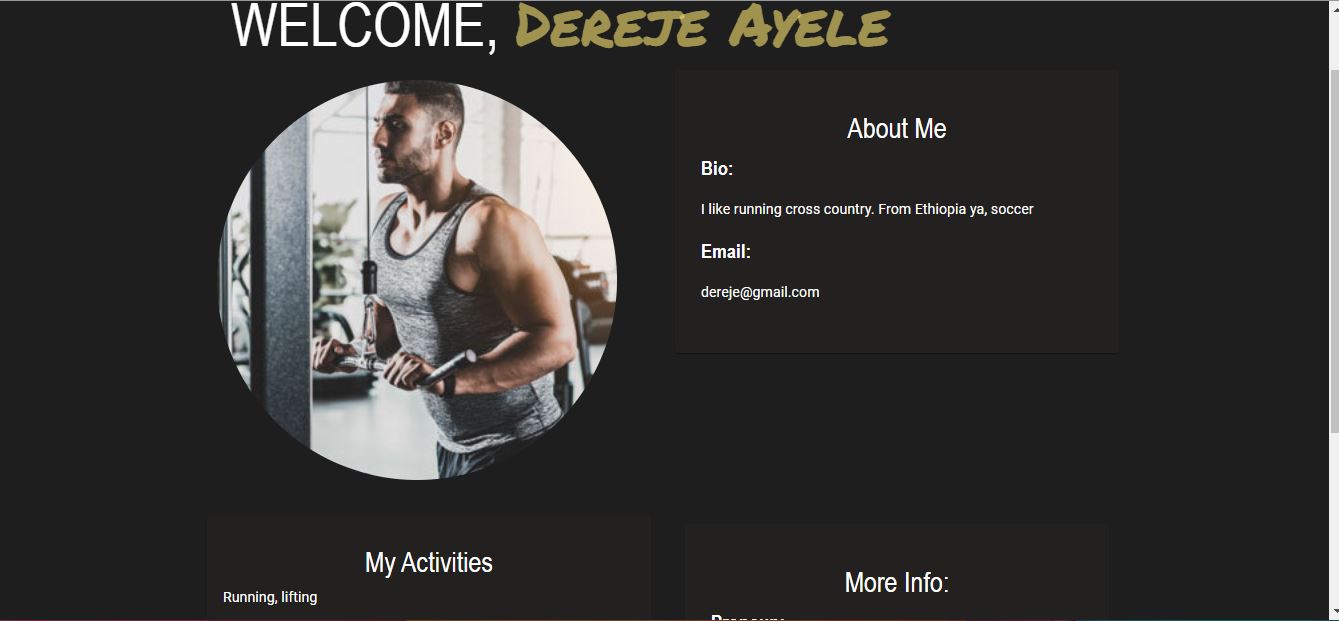 WELCOME, Dereje Ayele
About Me
Bio:
I like running cross country. From Ethiopia ya, soccer
Email:
dereje@gmail.com
My Activities
Running, lifting
More Info: